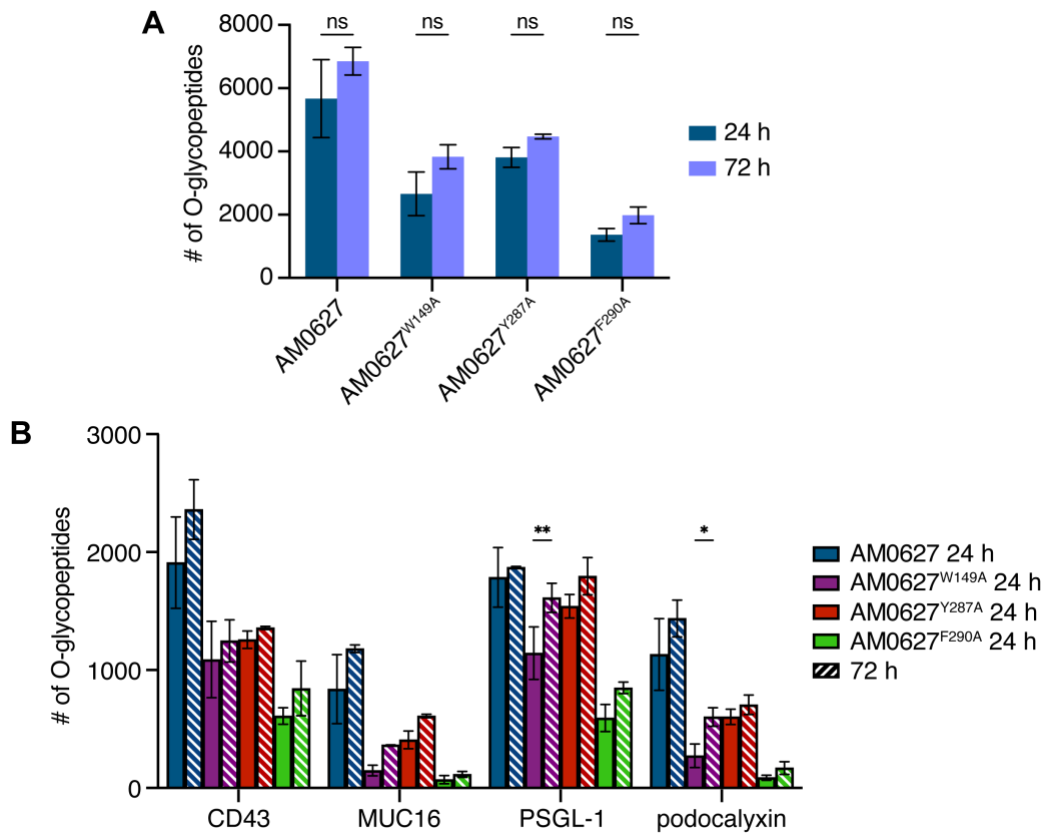 A
# of O-glycopeptides
8000
6000
4000
2000
0
ns ns ns ns
24 h
72 h
AM0627
AM0627W149A
AM0627Y287A
AM0627F290A
B
# of O-glycopeptides
3000
2000
1000
0
** *
CD43 MUC16 PSGL-1 podocalyxin
AM0627 24 h
AM0627W149A 24 h
AM0627Y287A 24 h
AM0627F290A 24 h
72 h